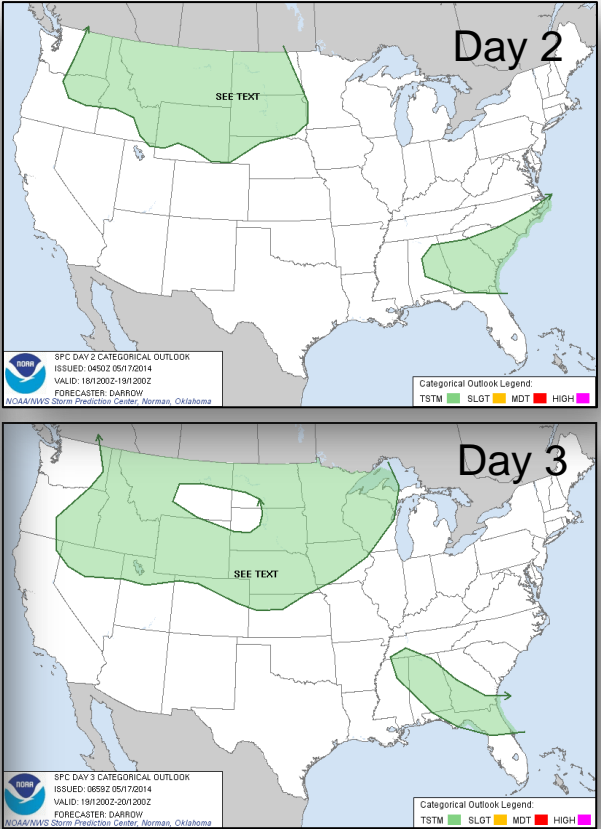 Day 2
SEE TEXT
SPC DAY 2 CATEGORICAL OUTLOOK
ISSUED: 0450Z 05/17/2014
VALID: 18/1200Z-19/1200Z
FORECASTER: DARROW
NOAA/NWS Storm Prediction Center, Norman, Oklahoma
NOAA
Categorical Outlook Legend:
TSTM SLGT MDT HIGH
Day 3
SEE TEXT
SPC DAY 3 CATEGORICAL OUTLOOK
ISSUED: 0659Z 05/17/2014
VALID: 19/1200Z-20/1200Z
FORECASTER: DARROW
NOAA/NWS Storm Prediction Center, Norman, Oklahoma
NOAA
Categorical Outlook Legend:
TSTM SLGT MDT HIGH